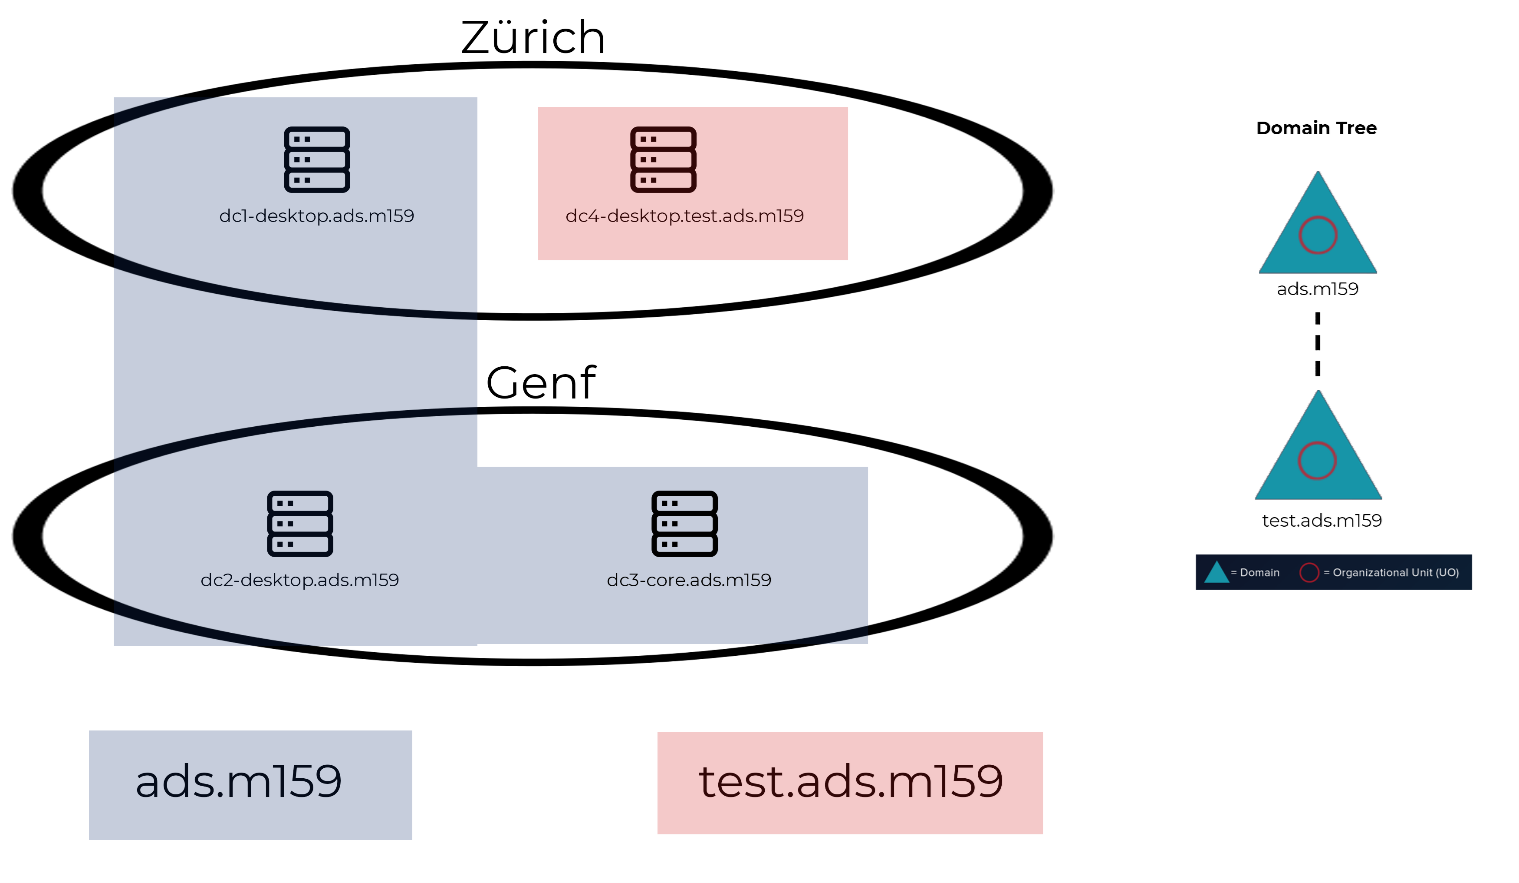 Zürich
dc1-desktop.ads.m159
dc4-desktop.test.ads.m159
Genf
dc2-desktop.ads.m159
dc3-core.ads.m159
ads.m159
test.ads.m159
Domain Tree
ads.m159
test.ads.m159
= Domain
= Organizational Unit (UO)